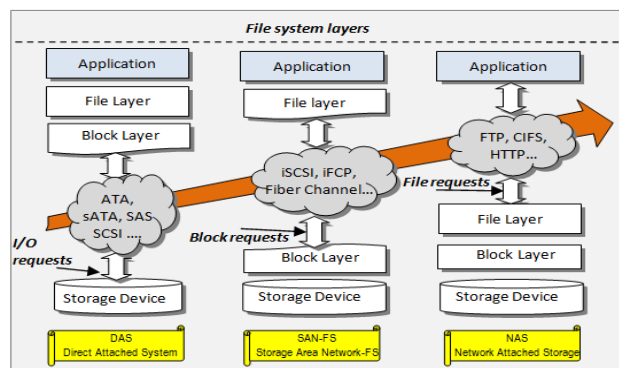 File system layers
Application
File Layer
Block Layer
ATA,
sATA, SAS
SCSI ....
I/O
requests
Storage Device
DAS
Direct Attached System
Application
File layer
iSCSI, iFCP,
Fiber Channel...
Block requests
Block Layer
Storage Device
SAN-FS
Storage Area Network-FS
Application
FTP, CIFS,
HTTP...
File requests
File Layer
Block Layer
Storage Device
NAS
Network Attached Storage